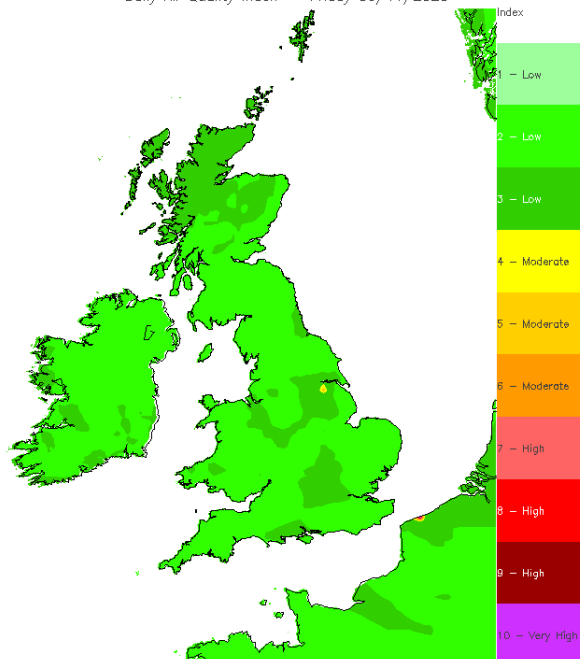 Index
1 - Low
2 - Low
3 - Low
4 - Moderate
5 - Moderate
6 - Moderate
7 - High
8 - High
9 - High
10 - Very High